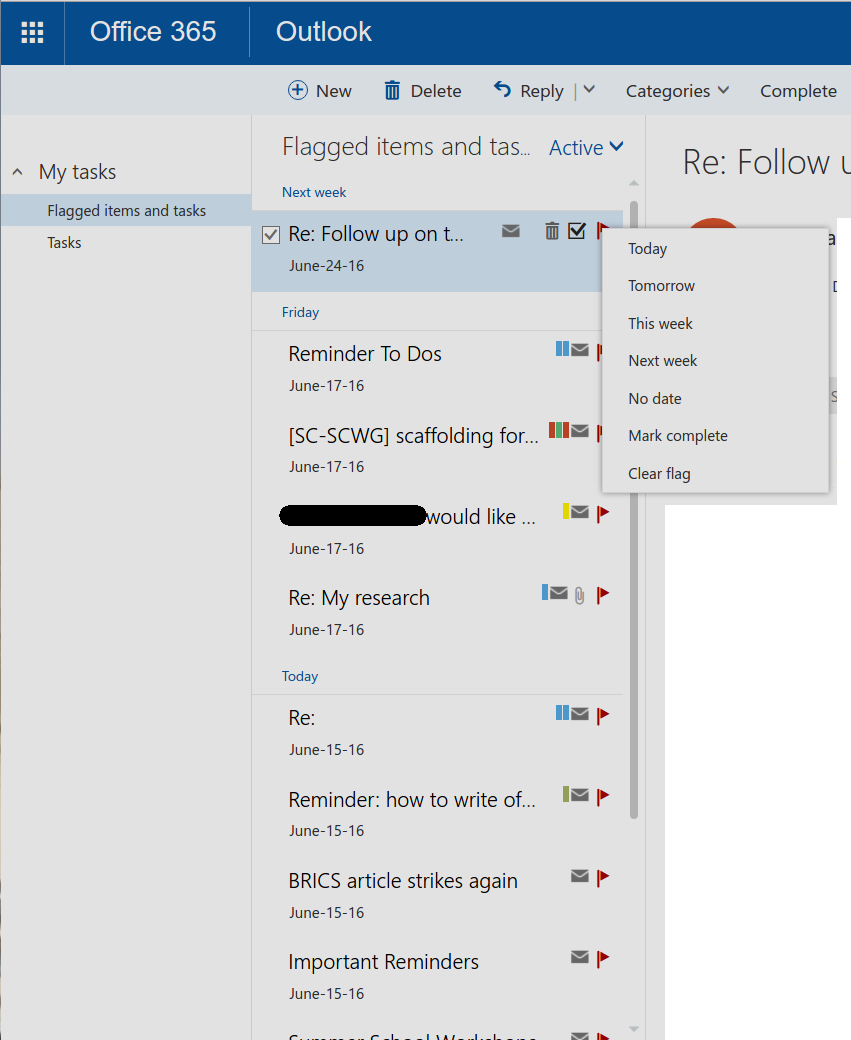 Office 365
Outlook
New
Delete
Reply
Categories
Complete
My tasks
Flagged items and tasks
Tasks
Flagged items and tas...
Active
Next week
Re: Follow up on t...
June-24-16
Friday
Reminder To Dos
June-17-16
[SC-SCWG] scaffolding for...
June-17-16
would like ...
June-17-16
Re: My research
June-17-16
Today
Re:
June-15-16
Reminder: how to write of...
June-15-16
BRICS article strikes again
June-15-16
Important Reminders
June-15-16
Summer School Workshops
Re: Follow u
Today
Tomorrow
This week
Next week
No date
Mark complete
Clear flag